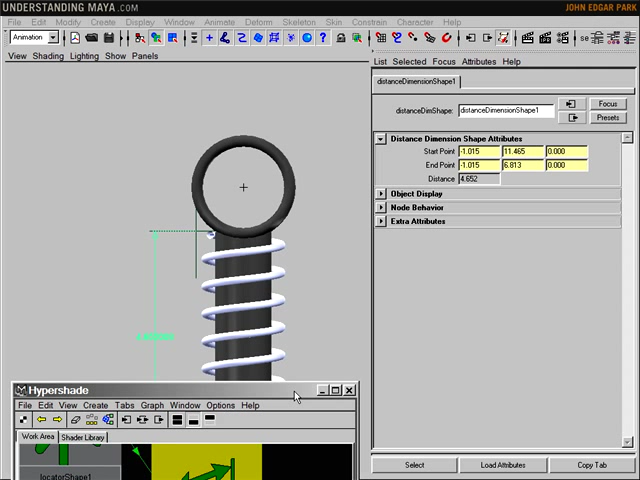 UNDERSTANDING MAYA.COM
JOHN EDGAR PARK
File Edit Modify Create Display Window Animate Deform Skeleton Skin Constrain Character Help
Animation
View Shading Lighting Show Panels
List Selected Focus Attributes Help
distanceDimensionShape1
distanceDimShape: distanceDimensionShape1
Focus
Presets
Distance Dimension Shape Attributes
Start Point -1.015 11.465 0.000
End Point -1.015 6.813 0.000
Distance 4.652
Object Display
Node Behavior
Extra Attributes
Hypershade
File Edit View Create Tabs Graph Window Options Help
Work Area Shader Library
locatorShape1
Select Load Attributes Copy Tab